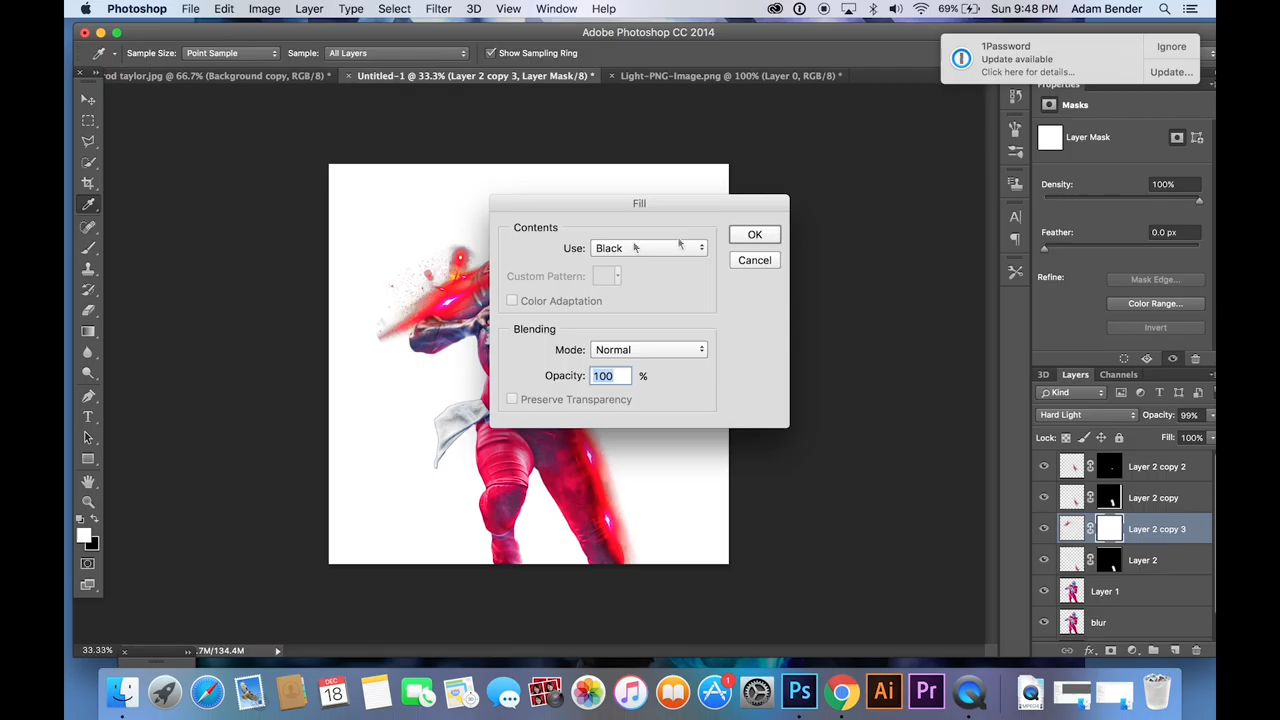 Photoshop File Edit Image Layer Type Select Filter 3D View Window Help 69% Sun 9:48 PM Adam Bender
Adobe Photoshop CC 2014
Sample Size: Point Sample Sample: All Layers Show Sampling Ring
od taylor.jpg @ 66.7% (Background copy, RGB/8) * × Untitled-1 @ 33.3% (Layer 2 copy 3, Layer Mask/8) * × Light-PNG-Image.png @ 100% (Layer 0, RGB/8) *
1Password
Update available
Click here for details...
Ignore
Update...
Properties
Masks
Layer Mask
Density: 100%
Feather: 0.0 px
Refine: Mask Edge...
Color Range...
Invert
Fill
Contents
Use: Black
Custom Pattern:
Color Adaptation
Blending
Mode: Normal
Opacity: 100 %
Preserve Transparency
OK
Cancel
3D Layers Channels
Kind
Hard Light Opacity: 99%
Lock: Fill: 100%
Layer 2 copy 2
Layer 2 copy
Layer 2 copy 3
Layer 2
Layer 1
blur
33.33% .7M/134.4M
DEC
18
1
Ps
Ai
Pr